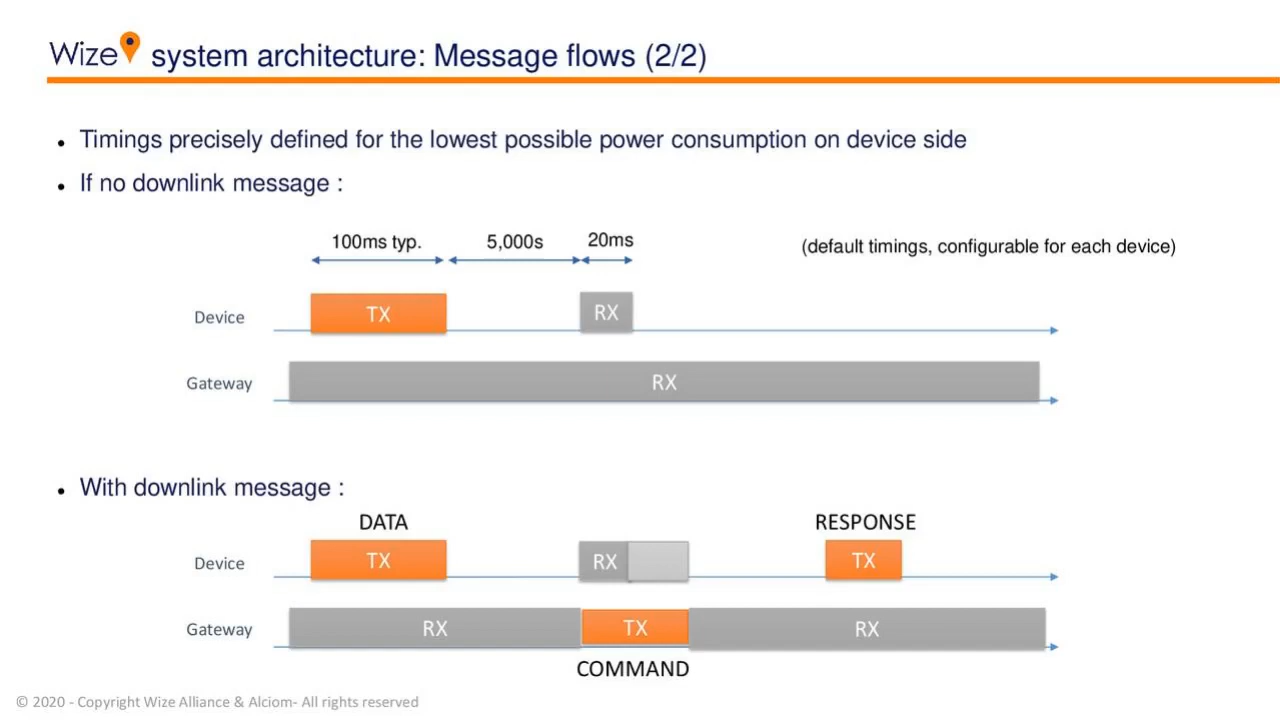 Wize system architecture: Message flows (2/2)
• Timings precisely defined for the lowest possible power consumption on device side
• If no downlink message :
100ms typ. 5,000s 20ms (default timings, configurable for each device)
Device TX RX
Gateway RX
• With downlink message :
DATA RESPONSE
Device TX RX TX
Gateway RX TX RX
COMMAND
© 2020 - Copyright Wize Alliance & Alciom- All rights reserved